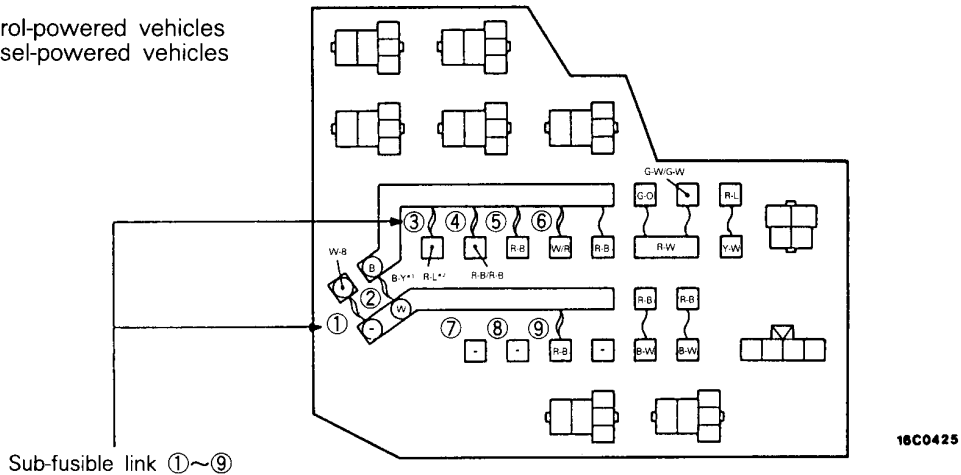 rol-powered vehicles
sel-powered vehicles
G-W/G-W
G-O R-L
③ ④ ⑤ ⑥
R-B W/R R-B R-W Y-W
W-B
B
B-Y*¹ R-L*² R-B/R-B
②
W
R-B R-B
① -
⑦ ⑧ ⑨
- - R-B - B-W B-W
16C0425
Sub-fusible link ①~⑨